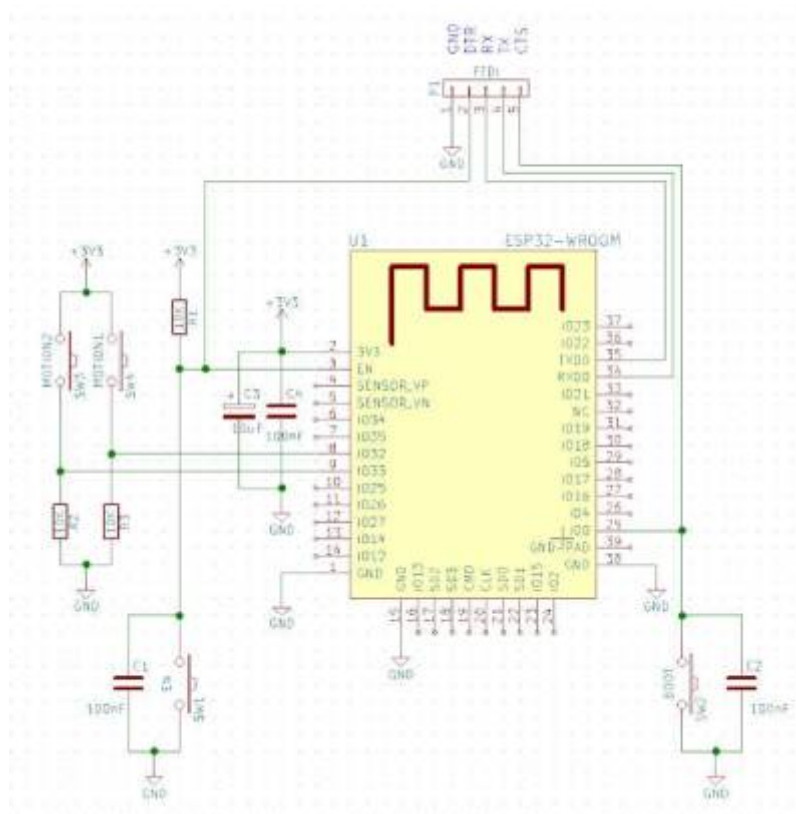 GND
DTR
RX
TX
CTS
FTDI
P1
1
2
3
4
5
GND
U1
ESP32-WROOM
+3V3
+3V3
+3V3
10K
R1
MOTION2
SW3
MOTION1
SW4
C3
10uF
C4
100nF
GND
10K
R2
10K
R3
GND
2
3V3
3
EN
4
SENSOR_VP
5
SENSOR_VN
6
IO34
7
IO35
8
IO32
9
IO33
10
IO25
11
IO26
12
IO27
13
IO14
14
IO12
1
GND
GND
37
IO23
36
IO22
35
TXD0
34
RXD0
33
IO21
32
NC
31
IO19
30
IO18
29
IO5
28
IO17
27
IO16
26
IO4
25
IO0
39
GND-PAD
38
GND
GND
GND
IO13
SD2
SD3
CMD
CLK
SD0
SD1
IO15
IO2
15
16
17
18
19
20
21
22
23
24
GND
C1
100nF
EN
SW1
GND
BOOT
SW2
C2
100nF
GND